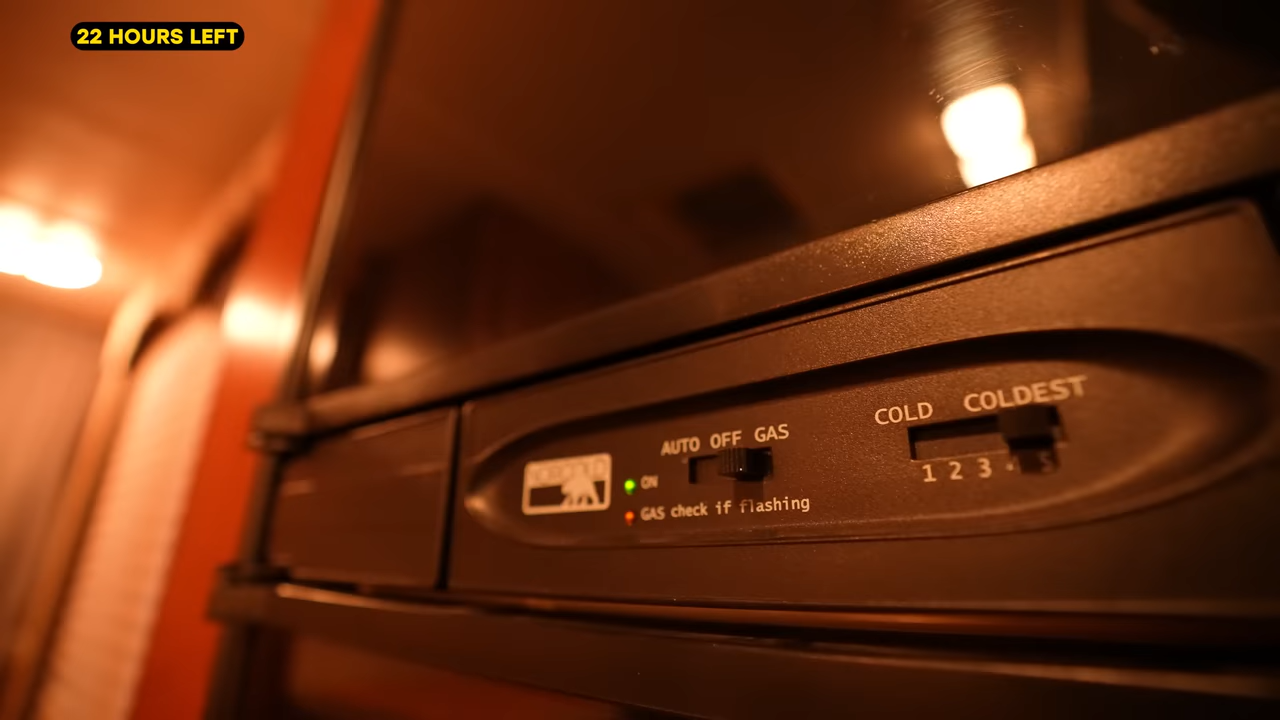 22 HOURS LEFT
COLD COLDEST
AUTO OFF GAS
1 2 3
ON
GAS check if flashing